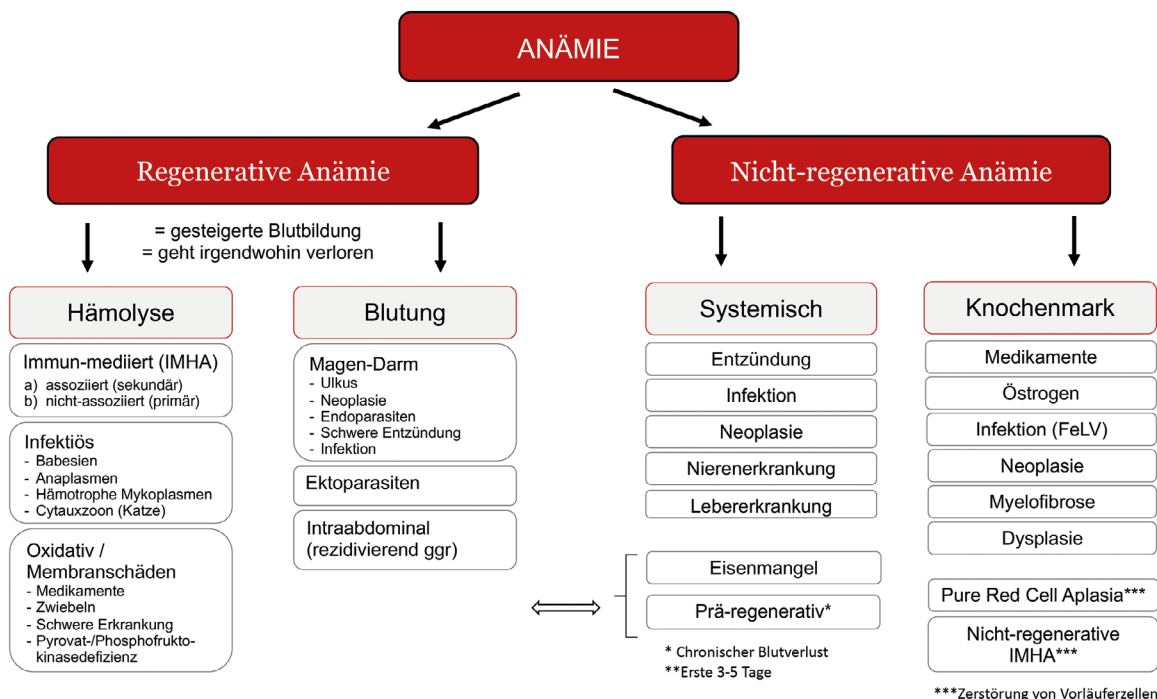 ANÄMIE
Regenerative Anämie
Nicht-regenerative Anämie
= gesteigerte Blutbildung
= geht irgendwohin verloren
Hämolyse
Immun-mediiert (IMHA)
a) assoziiert (sekundär)
b) nicht-assoziiert (primär)
Infektiös
- Babesien
- Anaplasmen
- Hämotrophe Mykoplasmen
- Cytauxzoon (Katze)
Oxidativ /
Membranschäden
- Medikamente
- Zwiebeln
- Schwere Erkrankung
- Pyrovat-/Phosphofrukto-
kinasedefizienz
Blutung
Magen-Darm
- Ulkus
- Neoplasie
- Endoparasiten
- Schwere Entzündung
- Infektion
Ektoparasiten
Intraabdominal
(rezidivierend ggr)
Systemisch
Entzündung
Infektion
Neoplasie
Nierenerkrankung
Lebererkrankung
Eisenmangel
Prä-regenerativ*
* Chronischer Blutverlust
**Erste 3-5 Tage
Knochenmark
Medikamente
Östrogen
Infektion (FeLV)
Neoplasie
Myelofibrose
Dysplasie
Pure Red Cell Aplasia***
Nicht-regenerative
IMHA***
***Zerstörung von Vorläuferzellen